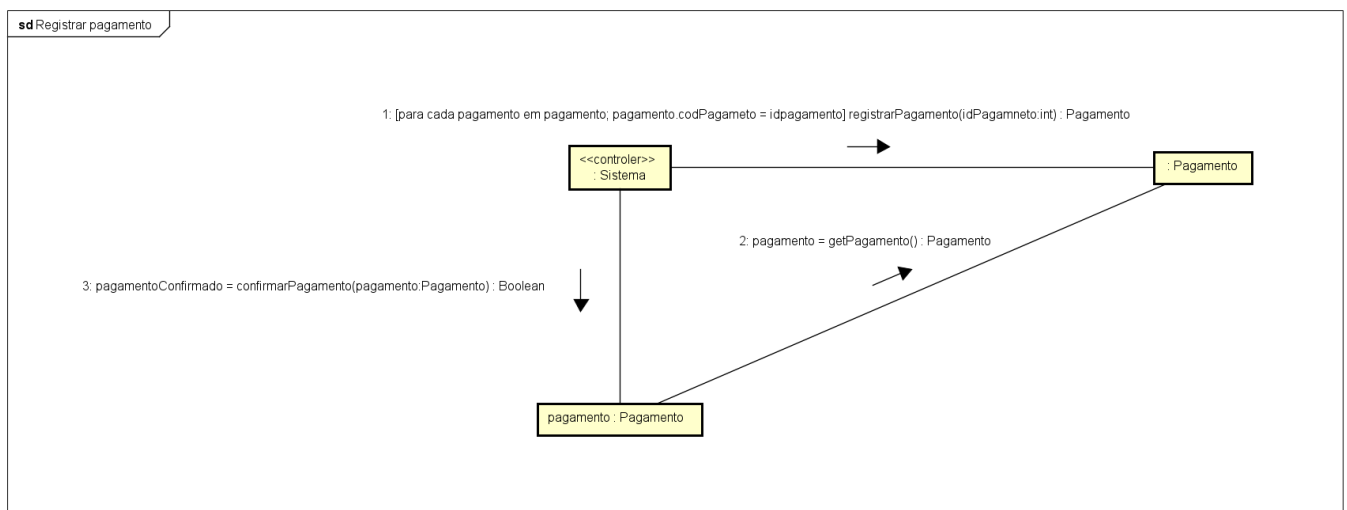 sd Registrar pagamento
1: [para cada pagamento em pagamento; pagamento.codPagameto = idpagamento] registrarPagamento(idPagamneto:int) : Pagamento
<<controler>>
: Sistema
: Pagamento
2: pagamento = getPagamento() : Pagamento
3: pagamentoConfirmado = confirmarPagamento(pagamento:Pagamento) : Boolean
pagamento : Pagamento